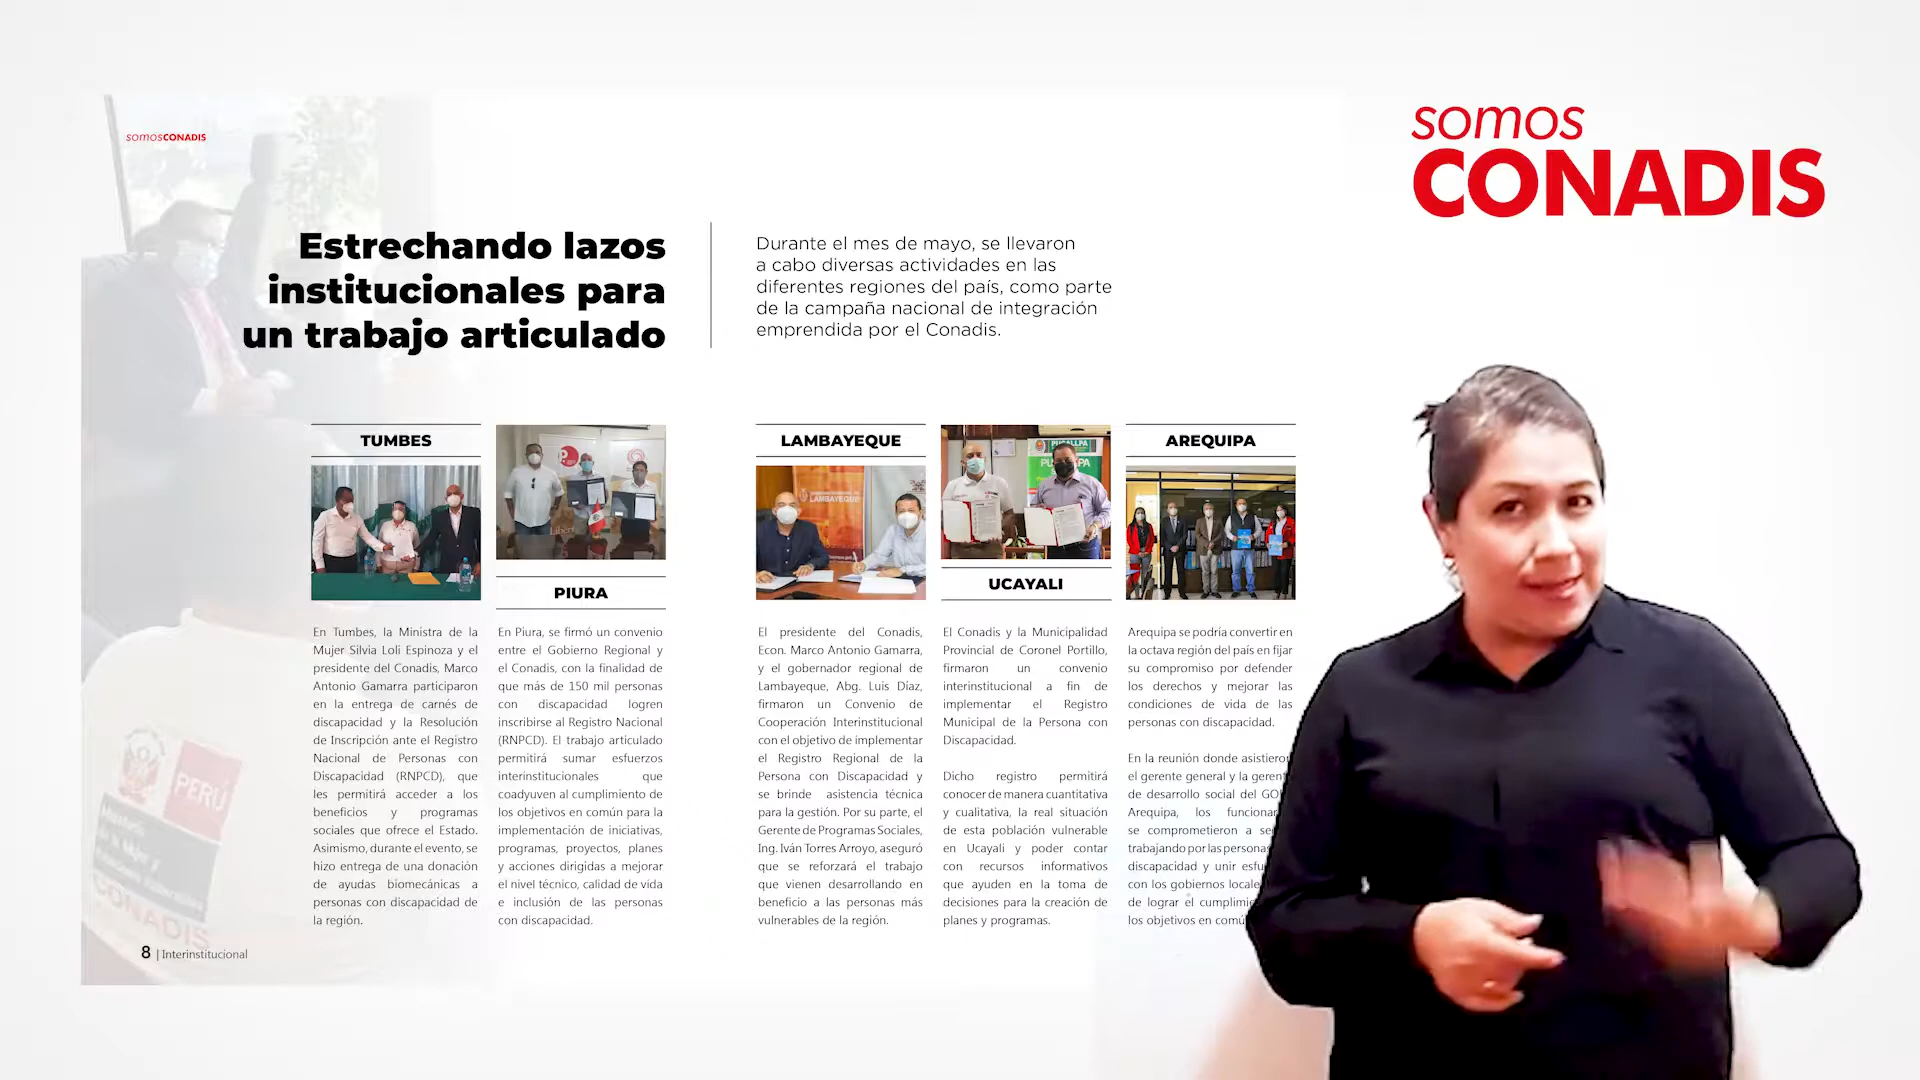 somosCONADIS
somos
CONADIS
Estrechando lazos
institucionales para
un trabajo articulado
Durante el mes de mayo, se llevaron
a cabo diversas actividades en las
diferentes regiones del país, como parte
de la campaña nacional de integración
emprendida por el Conadis.
TUMBES
En Tumbes, la Ministra de la
Mujer Silvia Loli Espinoza y el
presidente del Conadis, Marco
Antonio Gamarra participaron
en la entrega de carnés de
discapacidad y la Resolución
de Inscripción ante el Registro
Nacional de Personas con
Discapacidad (RNPCD), que
les permitirá acceder a los
beneficios y programas
sociales que ofrece el Estado.
Asimismo, durante el evento, se
hizo entrega de una donación
de ayudas biomecánicas a
personas con discapacidad de
la región.
PIURA
En Piura, se firmó un convenio
entre el Gobierno Regional y
el Conadis, con la finalidad de
que más de 150 mil personas
con discapacidad logren
inscribirse al Registro Nacional
(RNPCD). El trabajo articulado
permitirá sumar esfuerzos
interinstitucionales que
coadyuven al cumplimiento de
los objetivos en común para la
implementación de iniciativas,
programas, proyectos, planes
y acciones dirigidas a mejorar
el nivel técnico, calidad de vida
e inclusión de las personas
con discapacidad.
LAMBAYEQUE
LAMBAYEQUE
El presidente del Conadis,
Econ. Marco Antonio Gamarra,
y el gobernador regional de
Lambayeque, Abg. Luis Díaz,
firmaron un Convenio de
Cooperación Interinstitucional
con el objetivo de implementar
el Registro Regional de la
Persona con Discapacidad y
se brinde asistencia técnica
para la gestión. Por su parte, el
Gerente de Programas Sociales,
Ing. Iván Torres Arroyo, aseguró
que se reforzará el trabajo
que vienen desarrollando en
beneficio a las personas más
vulnerables de la región.
PUCALLPA
UCAYALI
El Conadis y la Municipalidad
Provincial de Coronel Portillo,
firmaron un convenio
interinstitucional a fin de
implementar el Registro
Municipal de la Persona con
Discapacidad.
Dicho registro permitirá
conocer de manera cuantitativa
y cualitativa, la real situación
de esta población vulnerable
en Ucayali y poder contar
con recursos informativos
que ayuden en la toma de
decisiones para la creación de
planes y programas.
AREQUIPA
Arequipa se podría convertir en
la octava región del país en fijar
su compromiso por defender
los derechos y mejorar las
condiciones de vida de las
personas con discapacidad.
En la reunión donde asistieron
el gerente general y la gerent
de desarrollo social del GO
Arequipa, los funcionar
se comprometieron a se
trabajando por las personas
discapacidad y unir esfu
con los gobiernos locale
de lograr el cumplimie
los objetivos en comú
PERÚ
CONADIS
8 | Interinstitucional